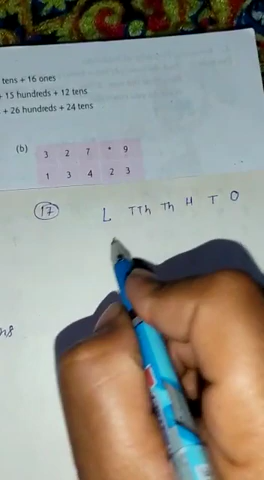 tens + 16 ones
+ 15 hundreds + 12 tens
+ 26 hundreds + 24 tens
(b) 3 2 7 * 9
1 3 4 2 3
17 L TTh Th H T O